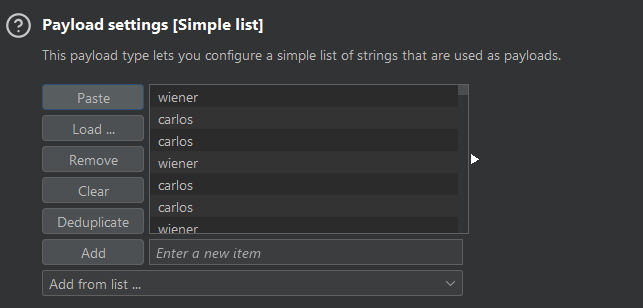 Payload settings [Simple list]
This payload type lets you configure a simple list of strings that are used as payloads.
Paste
Load ...
Remove
Clear
Deduplicate
wiener
carlos
carlos
wiener
carlos
carlos
wiener
Add
Enter a new item
Add from list ...